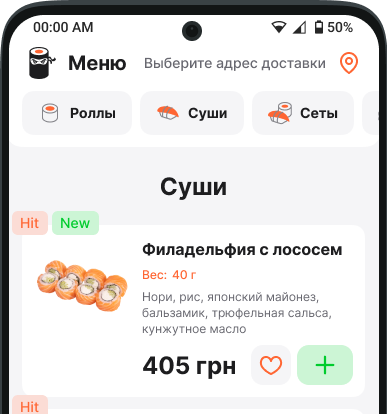 00:00 AM 50%
Меню Выберите адрес доставки
Роллы Суши Сеты
Суши
Hit New
Филадельфия с лососем
Вес: 40 г
Нори, рис, японский майонез,
бальзамик, трюфельная сальса,
кунжутное масло
405 грн
Hit